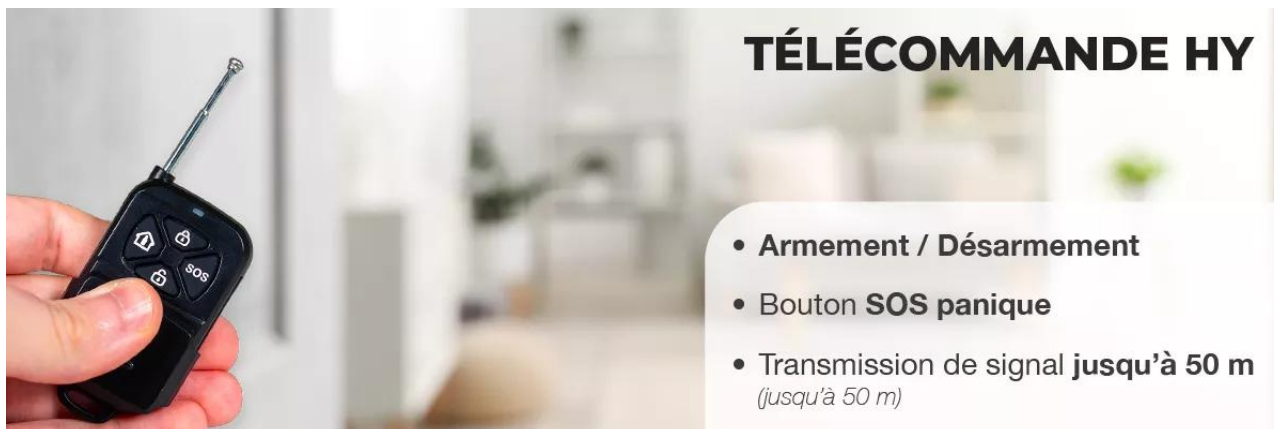 TÉLÉCOMMANDE HY
SOS
• Armement / Désarmement
• Bouton SOS panique
• Transmission de signal jusqu'à 50 m
(jusqu'à 50 m)